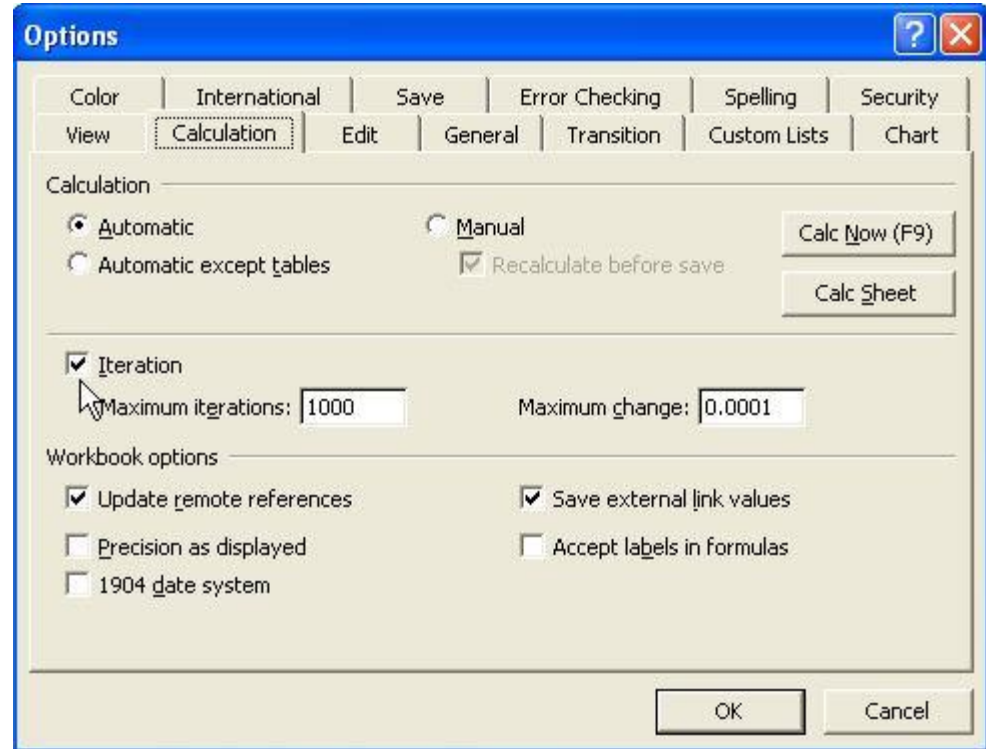 Options
Color International Save Error Checking Spelling Security
View Calculation Edit General Transition Custom Lists Chart
Calculation
Automatic Manual Calc Now (F9)
Automatic except tables Recalculate before save
Calc Sheet
Iteration
Maximum iterations: 1000 Maximum change: 0.0001
Workbook options
Update remote references Save external link values
Precision as displayed Accept labels in formulas
1904 date system
OK Cancel